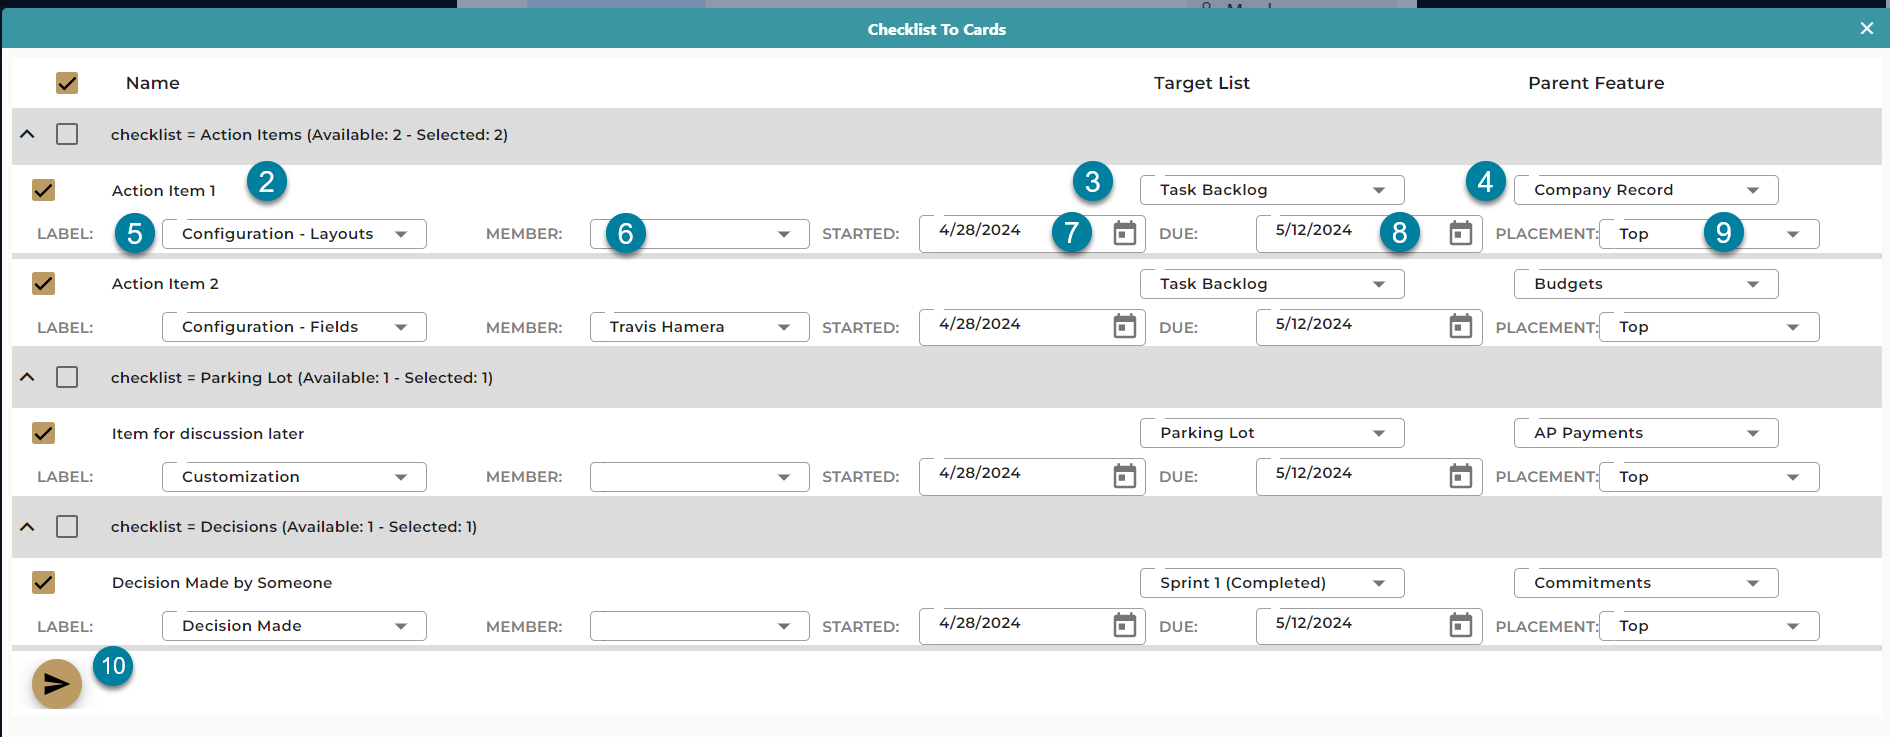 Checklist To Cards
Name Target List Parent Feature
checklist = Action Items (Available: 2 - Selected: 2)
Action Item 1 2 3 Task Backlog 4 Company Record
LABEL: 5 Configuration - Layouts MEMBER: 6 STARTED: 4/28/2024 7 DUE: 5/12/2024 8 PLACEMENT: Top 9
Action Item 2 Task Backlog Budgets
LABEL: Configuration - Fields MEMBER: Travis Hamera STARTED: 4/28/2024 DUE: 5/12/2024 PLACEMENT: Top
checklist = Parking Lot (Available: 1 - Selected: 1)
Item for discussion later Parking Lot AP Payments
LABEL: Customization MEMBER: STARTED: 4/28/2024 DUE: 5/12/2024 PLACEMENT: Top
checklist = Decisions (Available: 1 - Selected: 1)
Decision Made by Someone Sprint 1 (Completed) Commitments
LABEL: Decision Made MEMBER: STARTED: 4/28/2024 DUE: 5/12/2024 PLACEMENT: Top
10